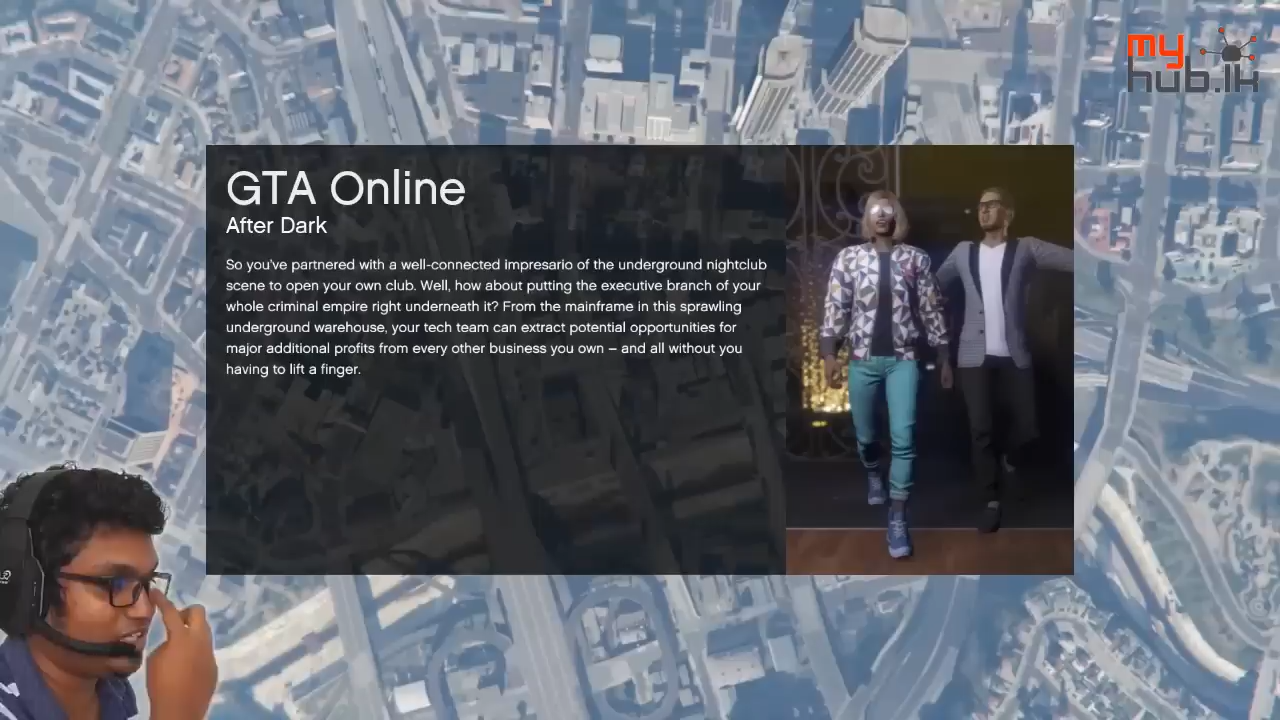 my
hub.lk
GTA Online
After Dark
So you've partnered with a well-connected impresario of the underground nightclub
scene to open your own club. Well, how about putting the executive branch of your
whole criminal empire right underneath it? From the mainframe in this sprawling
underground warehouse, your tech team can extract potential opportunities for
major additional profits from every other business you own – and all without you
having to lift a finger.